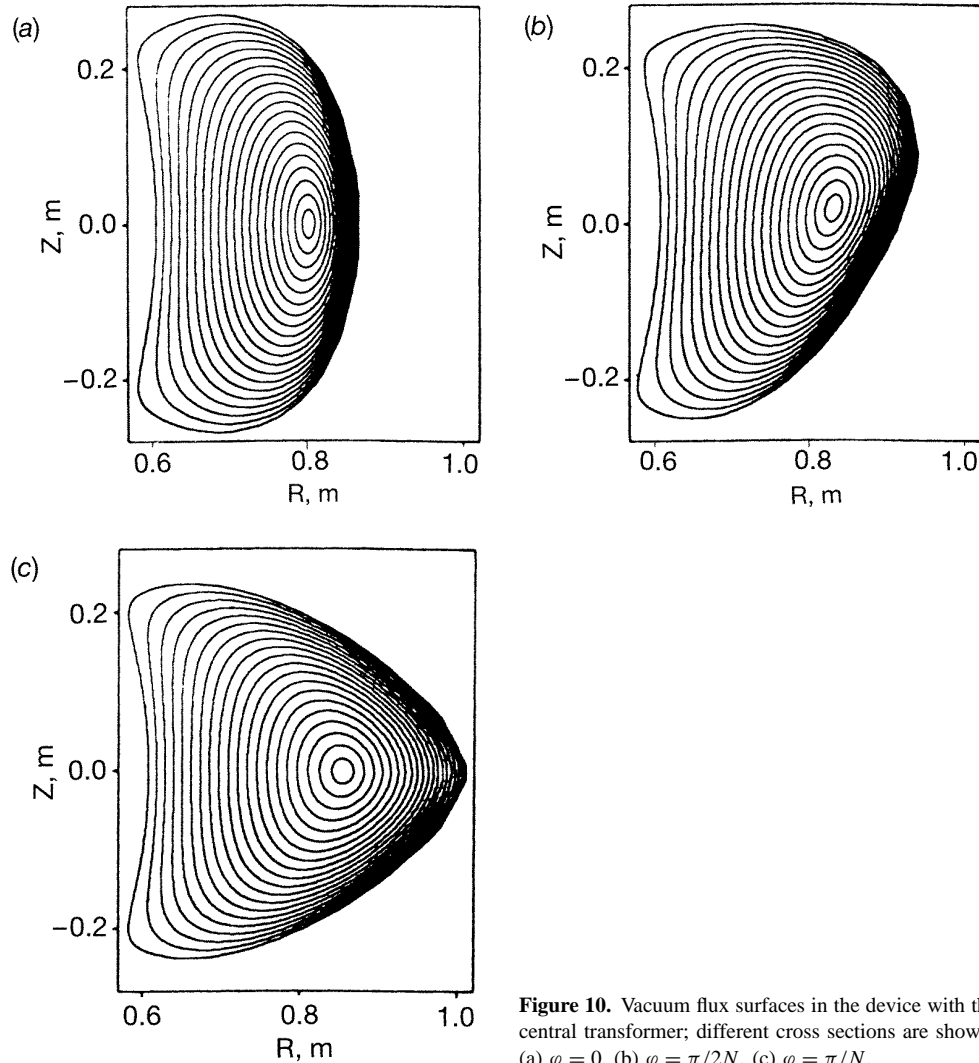 (a)
0.2
0.0
−0.2
Z, m
0.6 0.8 1.0
R, m
(b)
0.2
0.0
−0.2
Z, m
0.6 0.8 1.0
R, m
(c)
0.2
0.0
−0.2
Z, m
0.6 0.8 1.0
R, m
Figure 10. Vacuum flux surfaces in the device with
central transformer; different cross sections are
(a) φ = 0, (b) φ = π/2N, (c) φ = π/N